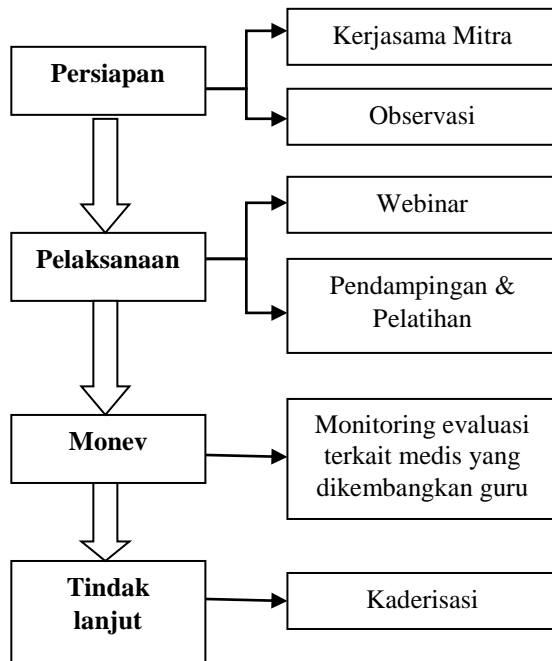 Persiapan
Kerjasama Mitra
Observasi
Pelaksanaan
Webinar
Pendampingan &
Pelatihan
Monev
Monitoring evaluasi
terkait medis yang
dikembangkan guru
Tindak
lanjut
Kaderisasi